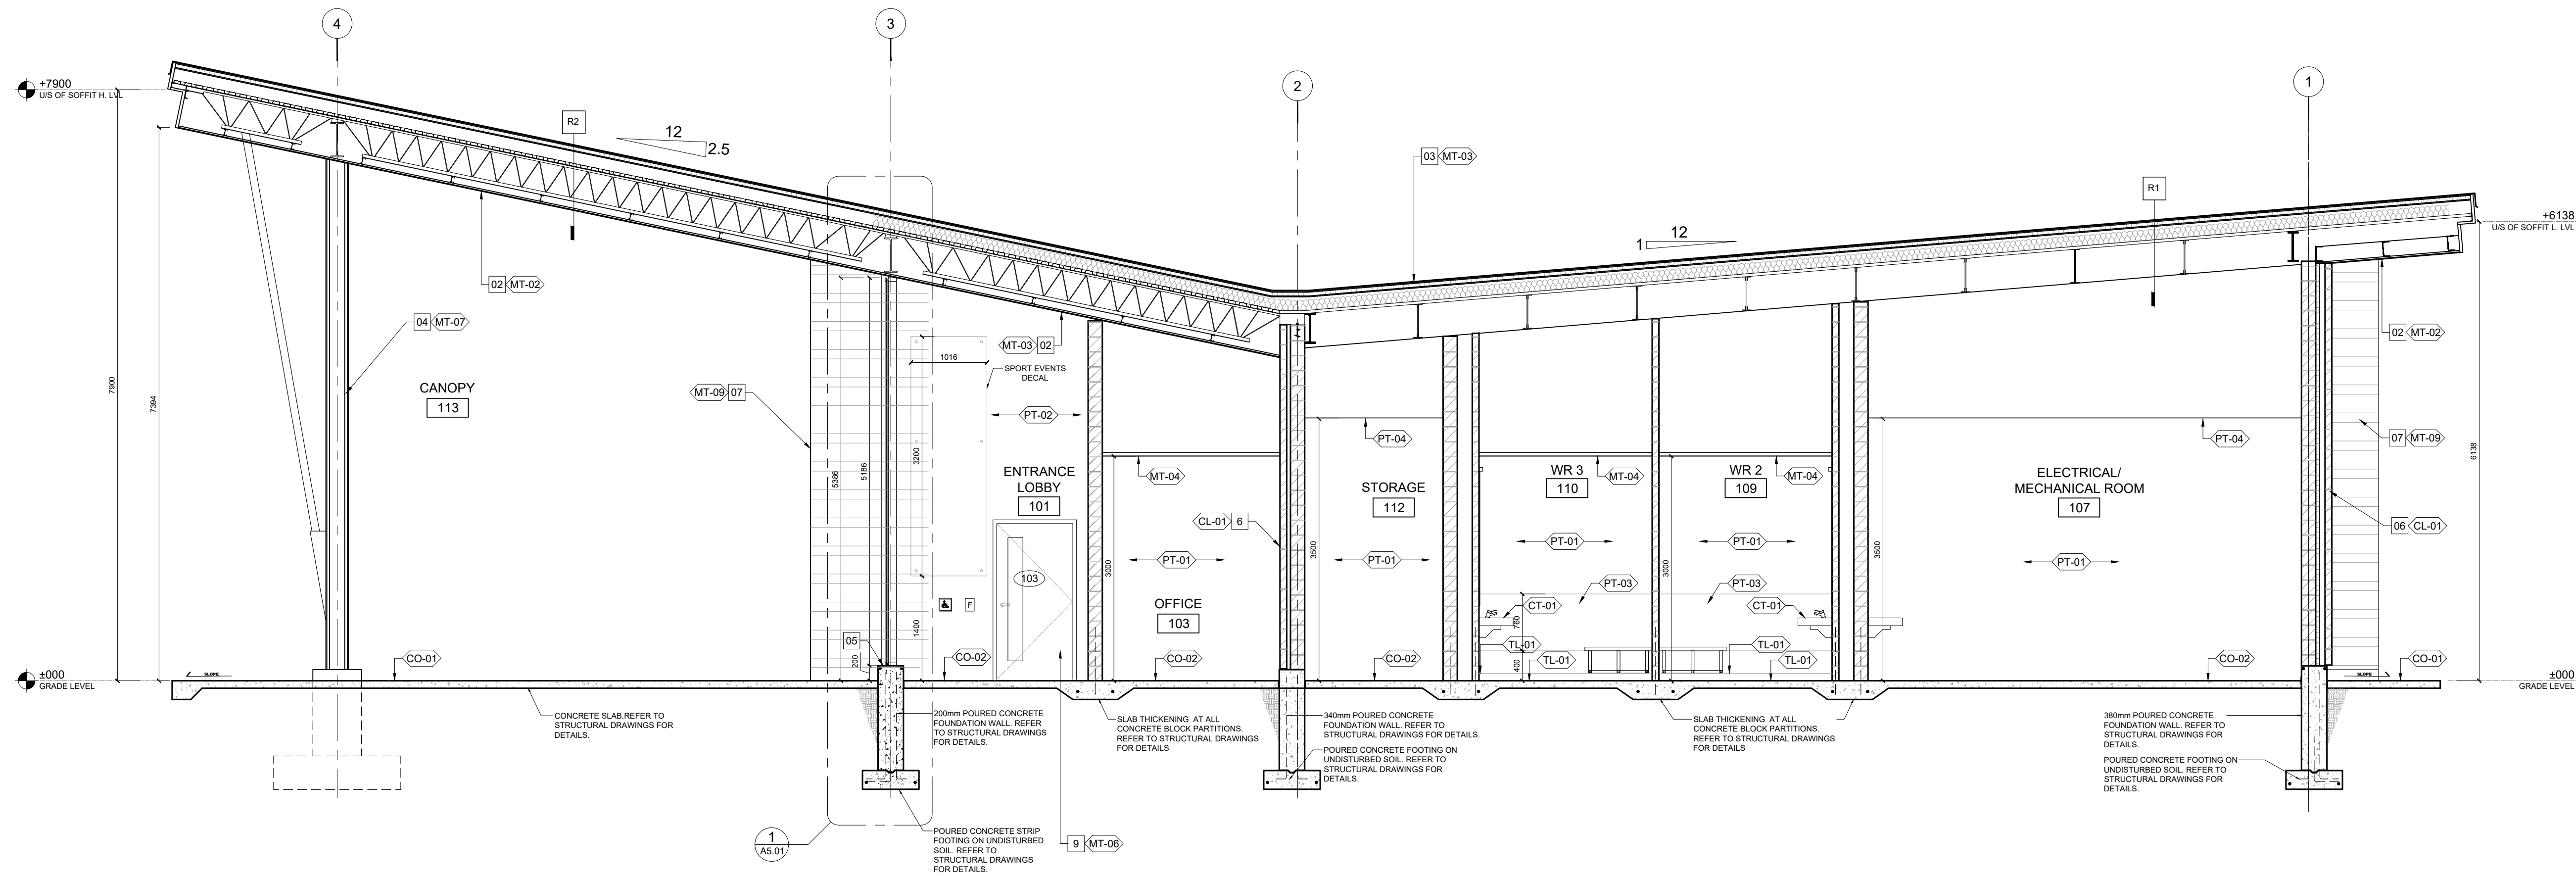 4
3
2
1
+7900
U/S OF SOFFIT H. LVL
R2
12
2.5
03
MT-03
12
1
R1
+6138
U/S OF SOFFIT L. LVL
02
MT-02
04
MT-07
CANOPY
113
7900
7394
MT-09
07
5386
5186
3200
1016
MT-03
02
SPORT EVENTS
DECAL
PT-02
ENTRANCE
LOBBY
101
103
F
1400
200
05
MT-04
3000
PT-01
OFFICE
103
CL-01
6
3500
PT-04
STORAGE
112
PT-01
WR 3
110
MT-04
PT-01
PT-03
CT-01
760
400
TL-01
TL-01
3000
WR 2
109
MT-04
PT-01
PT-03
CT-01
TL-01
TL-01
3500
ELECTRICAL/
MECHANICAL ROOM
107
PT-04
PT-01
02
MT-02
07
MT-09
06
CL-01
6138
±000
GRADE LEVEL
SLOPE
CO-01
CO-02
CO-02
CO-02
CO-02
CO-01
SLOPE
±000
GRADE LEVEL
CONCRETE SLAB.REFER TO
STRUCTURAL DRAWINGS FOR
DETAILS.
200mm POURED CONCRETE
FOUNDATION WALL. REFER
TO STRUCTURAL DRAWINGS
FOR DETAILS.
SLAB THICKENING AT ALL
CONCRETE BLOCK PARTITIONS.
REFER TO STRUCTURAL DRAWINGS
FOR DETAILS
340mm POURED CONCRETE
FOUNDATION WALL. REFER TO
STRUCTURAL DRAWINGS FOR DETAILS.
POURED CONCRETE FOOTING ON
UNDISTURBED SOIL. REFER TO
STRUCTURAL DRAWINGS FOR
DETAILS.
SLAB THICKENING AT ALL
CONCRETE BLOCK PARTITIONS.
REFER TO STRUCTURAL DRAWINGS
FOR DETAILS
380mm POURED CONCRETE
FOUNDATION WALL. REFER TO
STRUCTURAL DRAWINGS FOR
DETAILS.
POURED CONCRETE FOOTING ON
UNDISTURBED SOIL. REFER TO
STRUCTURAL DRAWINGS FOR
DETAILS.
1
A5.01
POURED CONCRETE STRIP
FOOTING ON UNDISTURBED
SOIL. REFER TO
STRUCTURAL DRAWINGS
FOR DETAILS.
9
MT-06